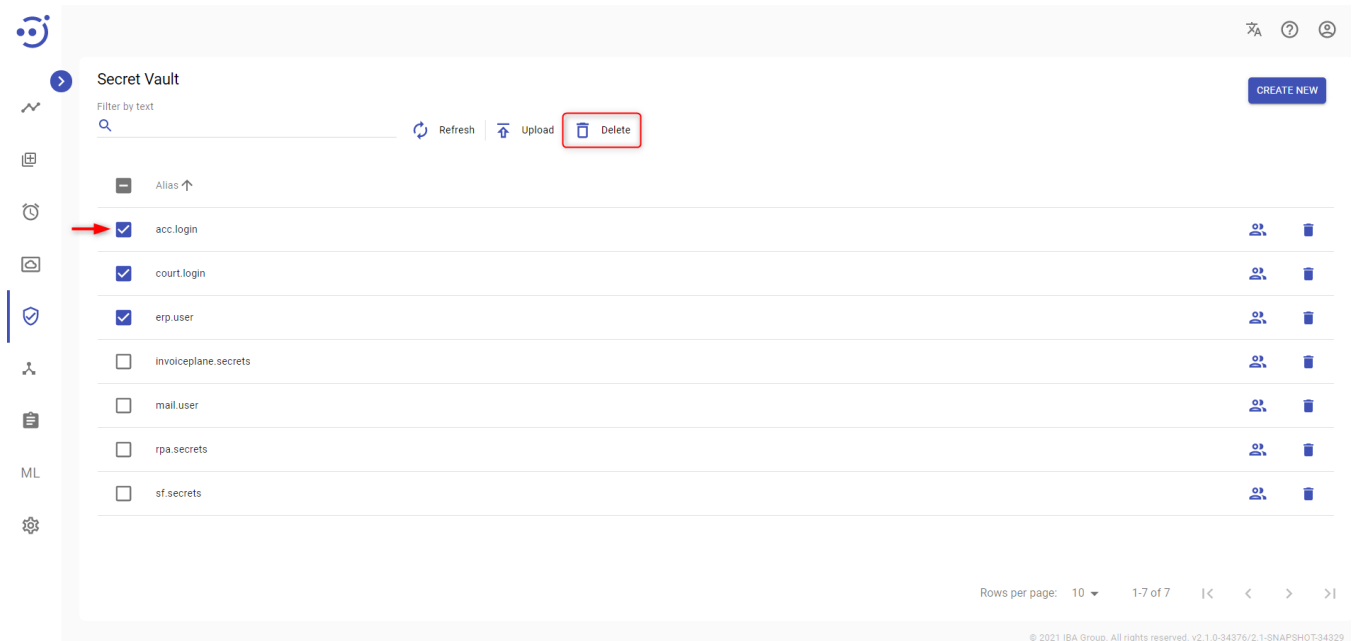 Secret Vault
CREATE NEW
Filter by text
Refresh
Upload
Delete
Alias
acc.login
court.login
erp.user
invoiceplane.secrets
mail.user
rpa.secrets
sf.secrets
ML
Rows per page: 10 1-7 of 7
© 2021 IBA Group. All rights reserved. v2.1.0-34376/2.1-SNAPSHOT-34329